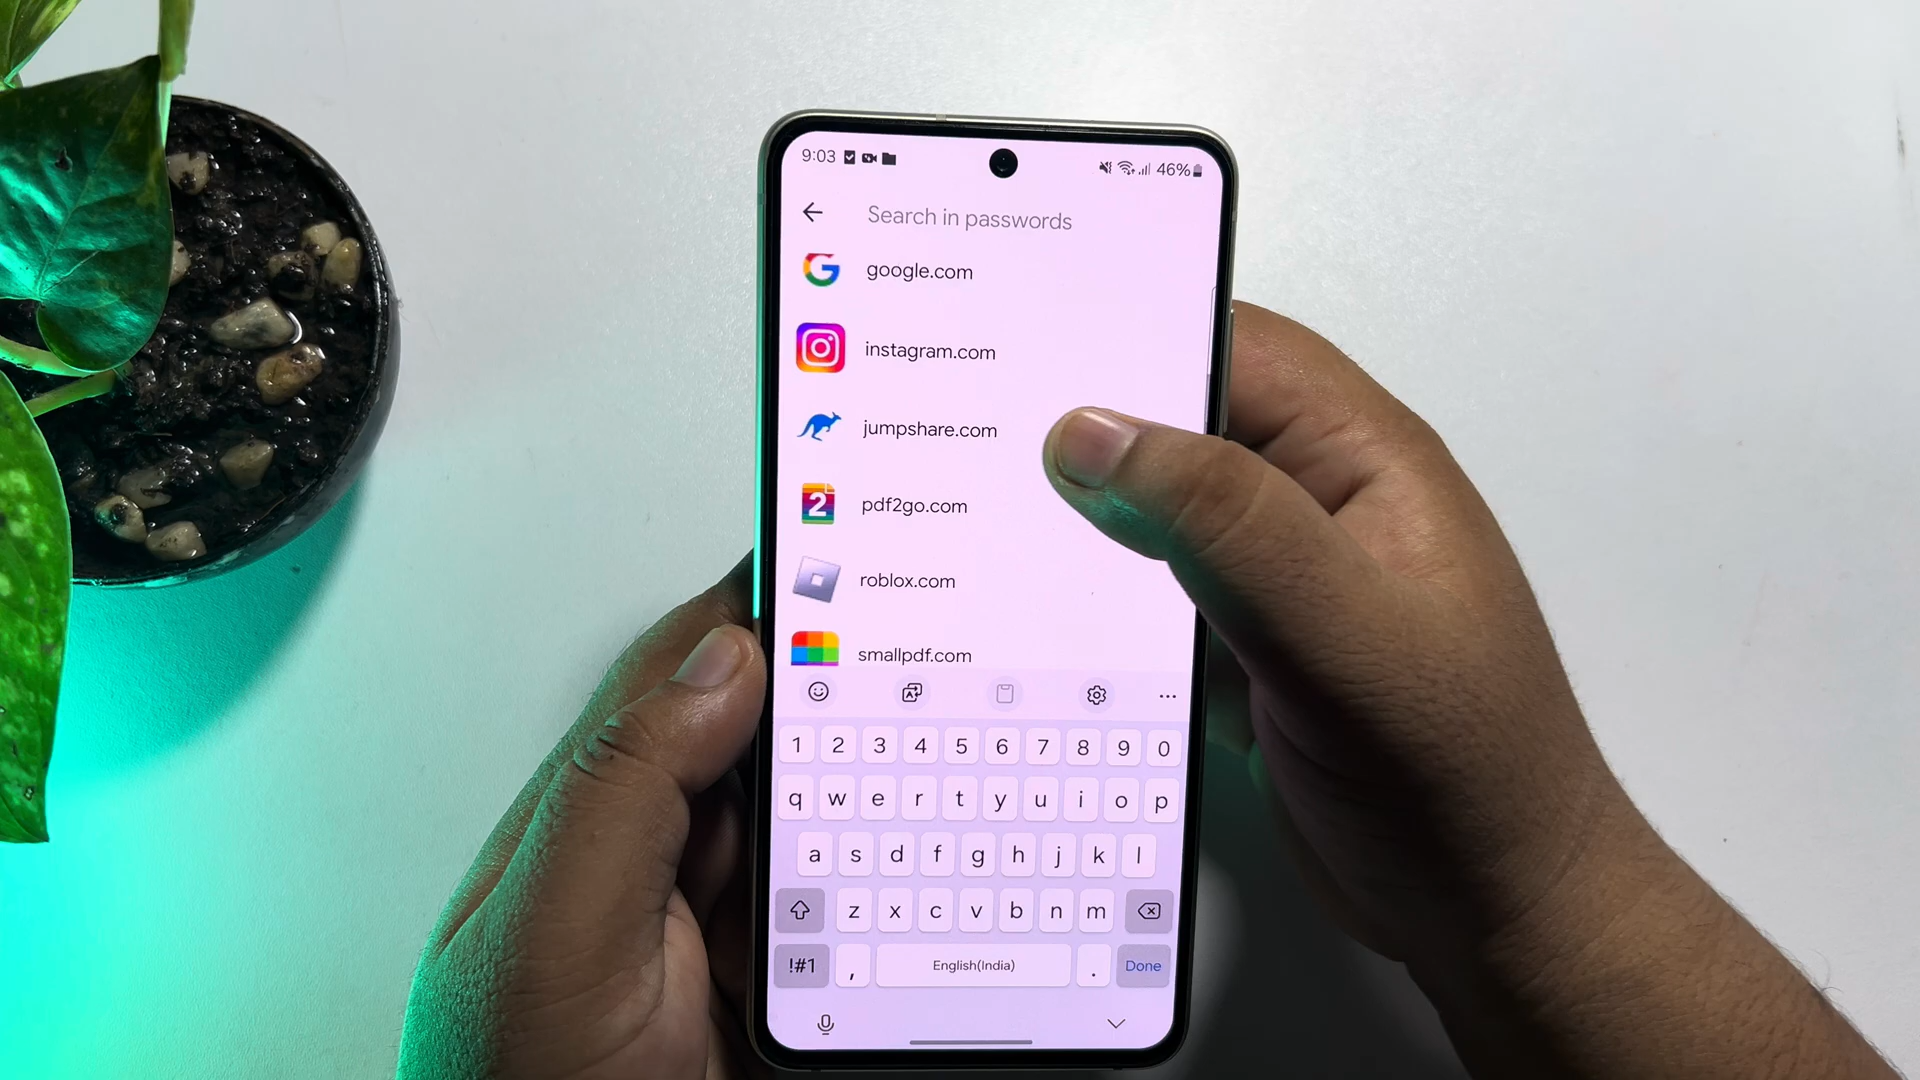 9:03 46%
Search in passwords
google.com
instagram.com
jumpshare.com
2 pdf2go.com
roblox.com
smallpdf.com
1 2 3 4 5 6 7 8 9 0
q w e r t y u i o p
a s d f g h j k l
z x c v b n m
!#1 , English(India) . Done